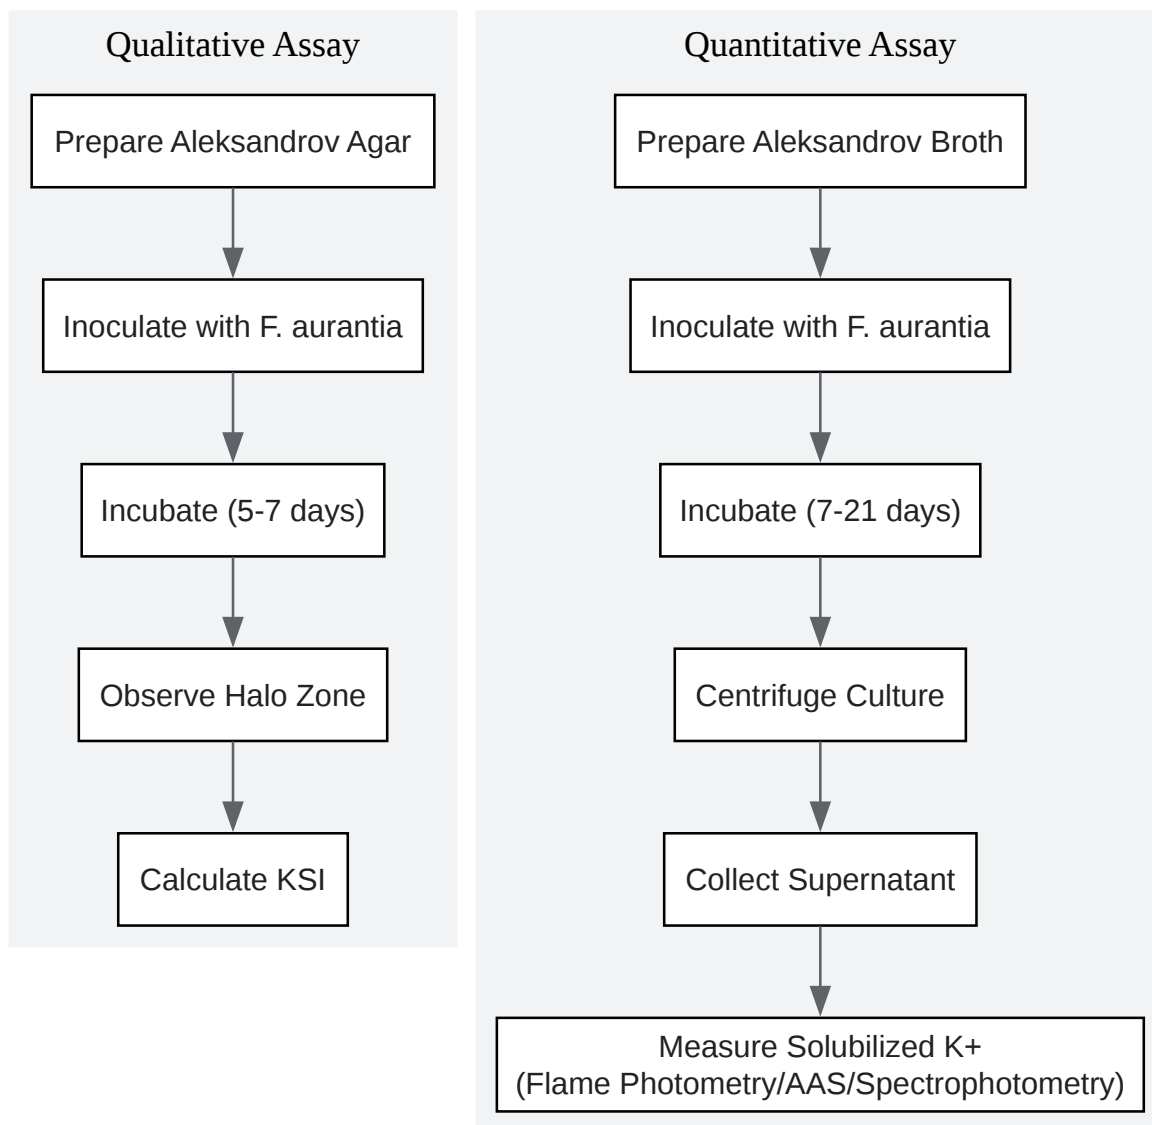 Qualitative Assay
Prepare Aleksandrov Agar
Inoculate with F. aurantia
Incubate (5-7 days)
Observe Halo Zone
Calculate KSI
Quantitative Assay
Prepare Aleksandrov Broth
Inoculate with F. aurantia
Incubate (7-21 days)
Centrifuge Culture
Collect Supernatant
Measure Solubilized K+
(Flame Photometry/AAS/Spectrophotometry)